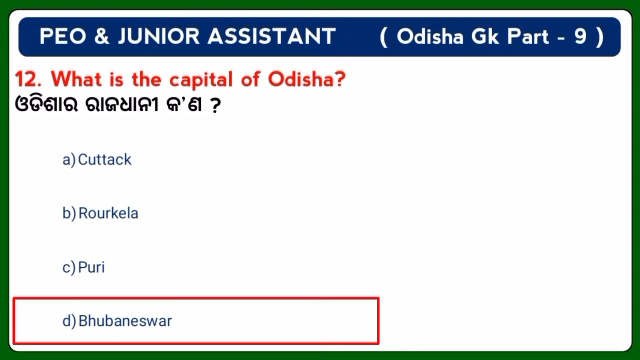 PEO & JUNIOR ASSISTANT ( Odisha Gk Part - 9 )
12. What is the capital of Odisha?
ଓଡିଶାର ରାଜଧାନୀ କ'ଣ ?
a) Cuttack
b) Rourkela
c) Puri
d) Bhubaneswar